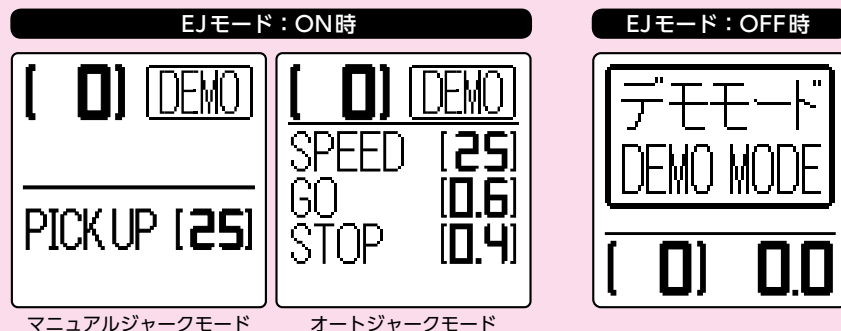 EJモード：ON時
[ 0] DEMO
PICK UP [25]
マニュアルジャークモード
[ 0] DEMO
SPEED [25]
GO [0.6]
STOP [0.4]
オートジャークモード
EJモード：OFF時
デモモード
DEMO MODE
[ 0] 0.0